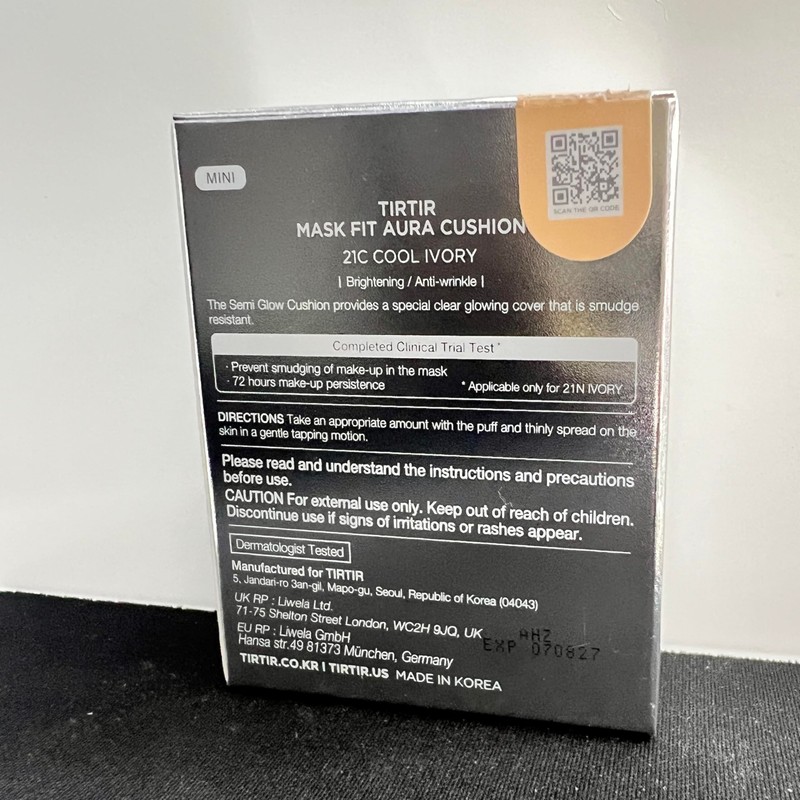 SCAN THE QR CODE
MINI
TIRTIR
MASK FIT AURA CUSHION
21C COOL IVORY
| Brightening / Anti-wrinkle |
The Semi Glow Cushion provides a special clear glowing cover that is smudge
resistant.
Completed Clinical Trial Test*
· Prevent smudging of make-up in the mask
· 72 hours make-up persistence
* Applicable only for 21N IVORY
DIRECTIONS Take an appropriate amount with the puff and thinly spread on the
skin in a gentle tapping motion.
Please read and understand the instructions and precautions
before use.
CAUTION For external use only. Keep out of reach of children.
Discontinue use if signs of irritations or rashes appear.
Dermatologist Tested
Manufactured for TIRTIR
5, Jandari-ro 3an-gil, Mapo-gu, Seoul, Republic of Korea (04043)
UK RP : Liwela Ltd.
71-75 Shelton Street London, WC2H 9JQ, UK
EU RP : Liwela GmbH
Hansa str.49 81373 München, Germany
AHZ
EXP 070827
TIRTIR.CO.KR | TIRTIR.US MADE IN KOREA